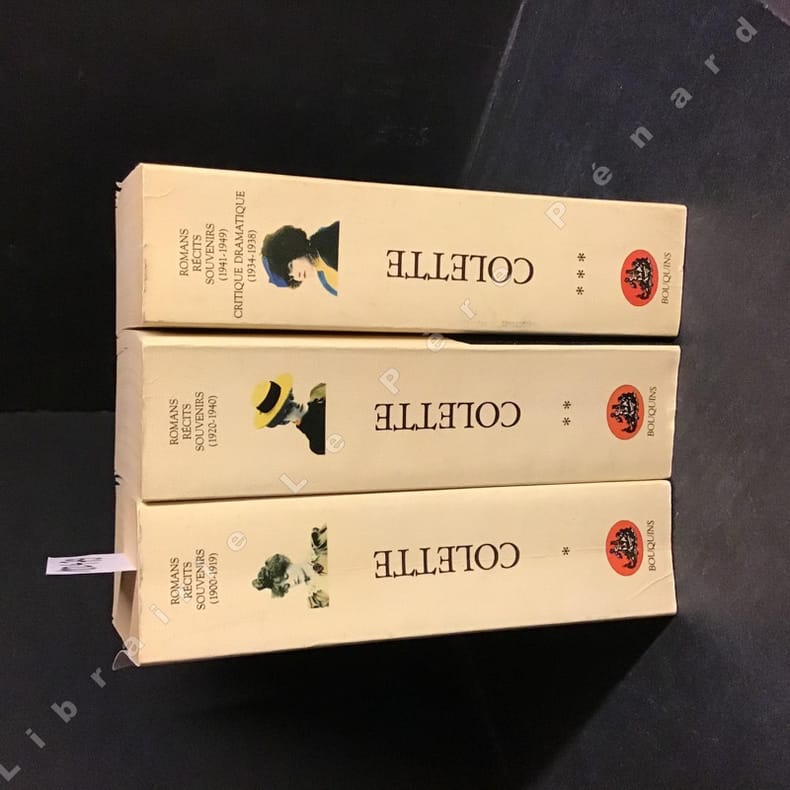 ROMANS
RÉCITS
SOUVENIRS
(1941-1949)
CRITIQUE DRAMATIQUE
(1934-1938)
COLETTE
***
BOUQUINS
ROMANS
RÉCITS
SOUVENIRS
(1920-1940)
COLETTE
**
BOUQUINS
ROMANS
RÉCITS
SOUVENIRS
(1900-1919)
COLETTE
*
BOUQUINS
Librairie Le Père Pénard